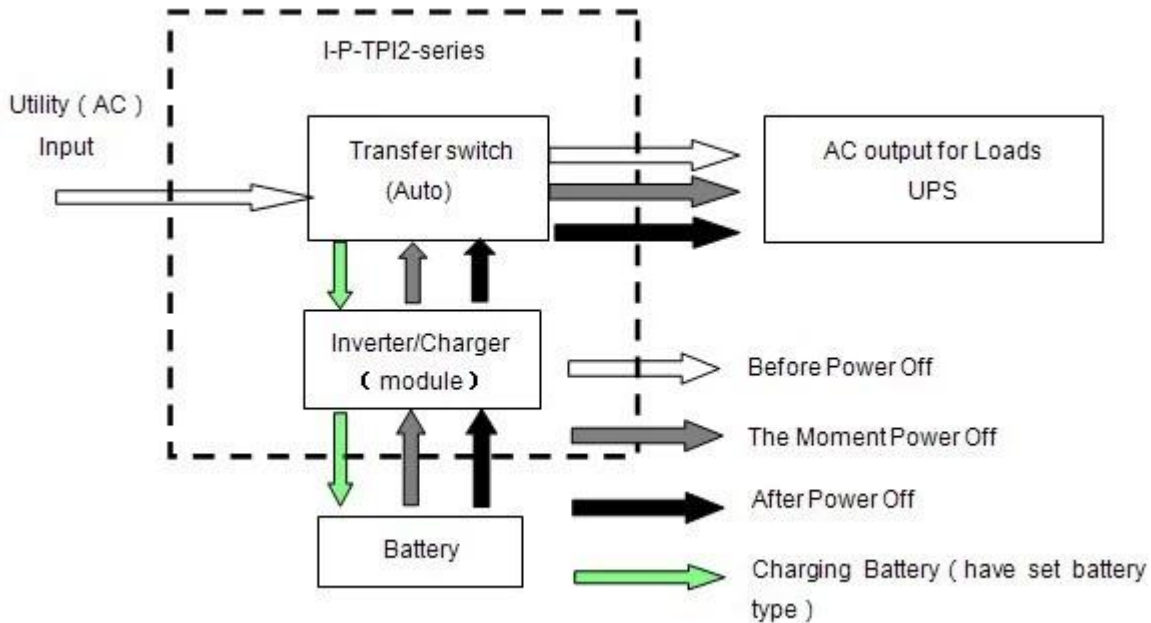 I-P-TPI2-series
Utility（AC）
Input
Transfer switch
(Auto)
AC output for Loads
UPS
Inverter/Charger
（module）
Before Power Off
The Moment Power Off
After Power Off
Battery
Charging Battery（have set battery
type）